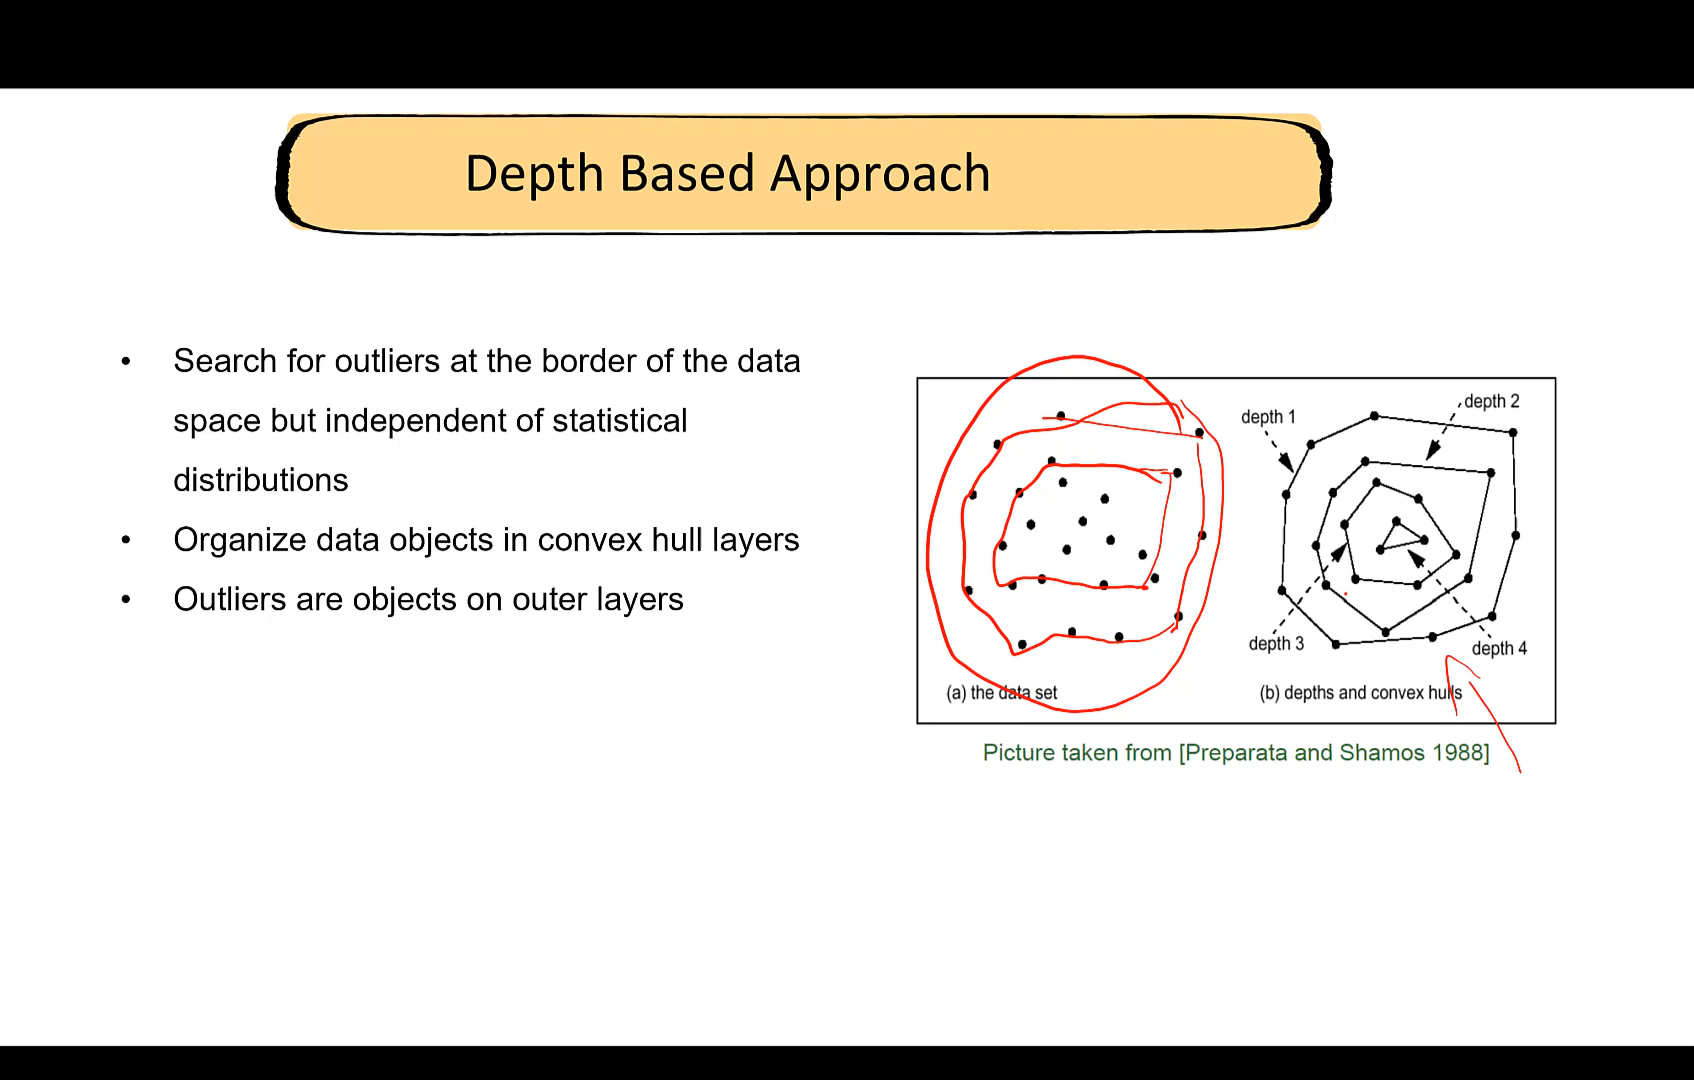 Depth Based Approach
• Search for outliers at the border of the data
space but independent of statistical
distributions
• Organize data objects in convex hull layers
• Outliers are objects on outer layers
depth 1
depth 2
depth 3
depth 4
(a) the data set
(b) depths and convex hulls
Picture taken from [Preparata and Shamos 1988]